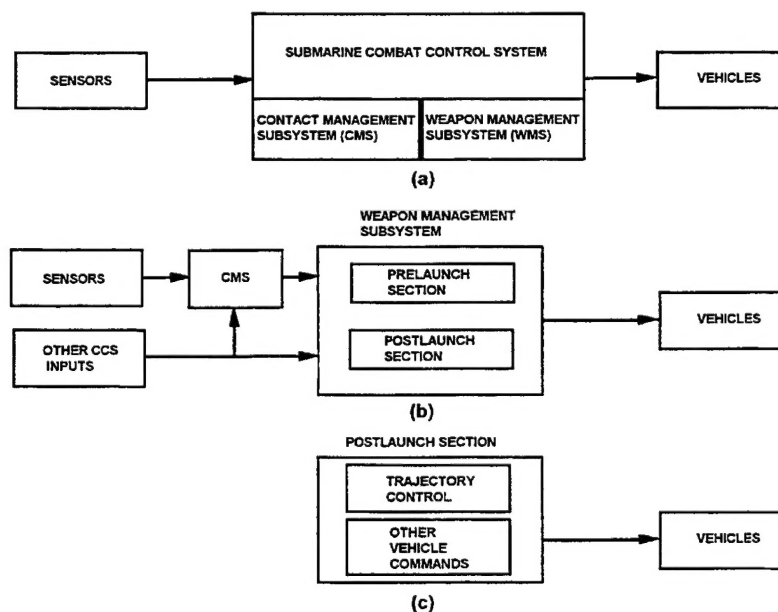 SUBMARINE COMBAT CONTROL SYSTEM
SENSORS
VEHICLES
CONTACT MANAGEMENT
SUBSYSTEM (CMS)
WEAPON MANAGEMENT
SUBSYSTEM (WMS)
(a)
WEAPON MANAGEMENT
SUBSYSTEM
SENSORS
CMS
PRELAUNCH
SECTION
VEHICLES
OTHER CCS
INPUTS
POSTLAUNCH
SECTION
(b)
POSTLAUNCH SECTION
TRAJECTORY
CONTROL
OTHER
VEHICLE
COMMANDS
VEHICLES
(c)